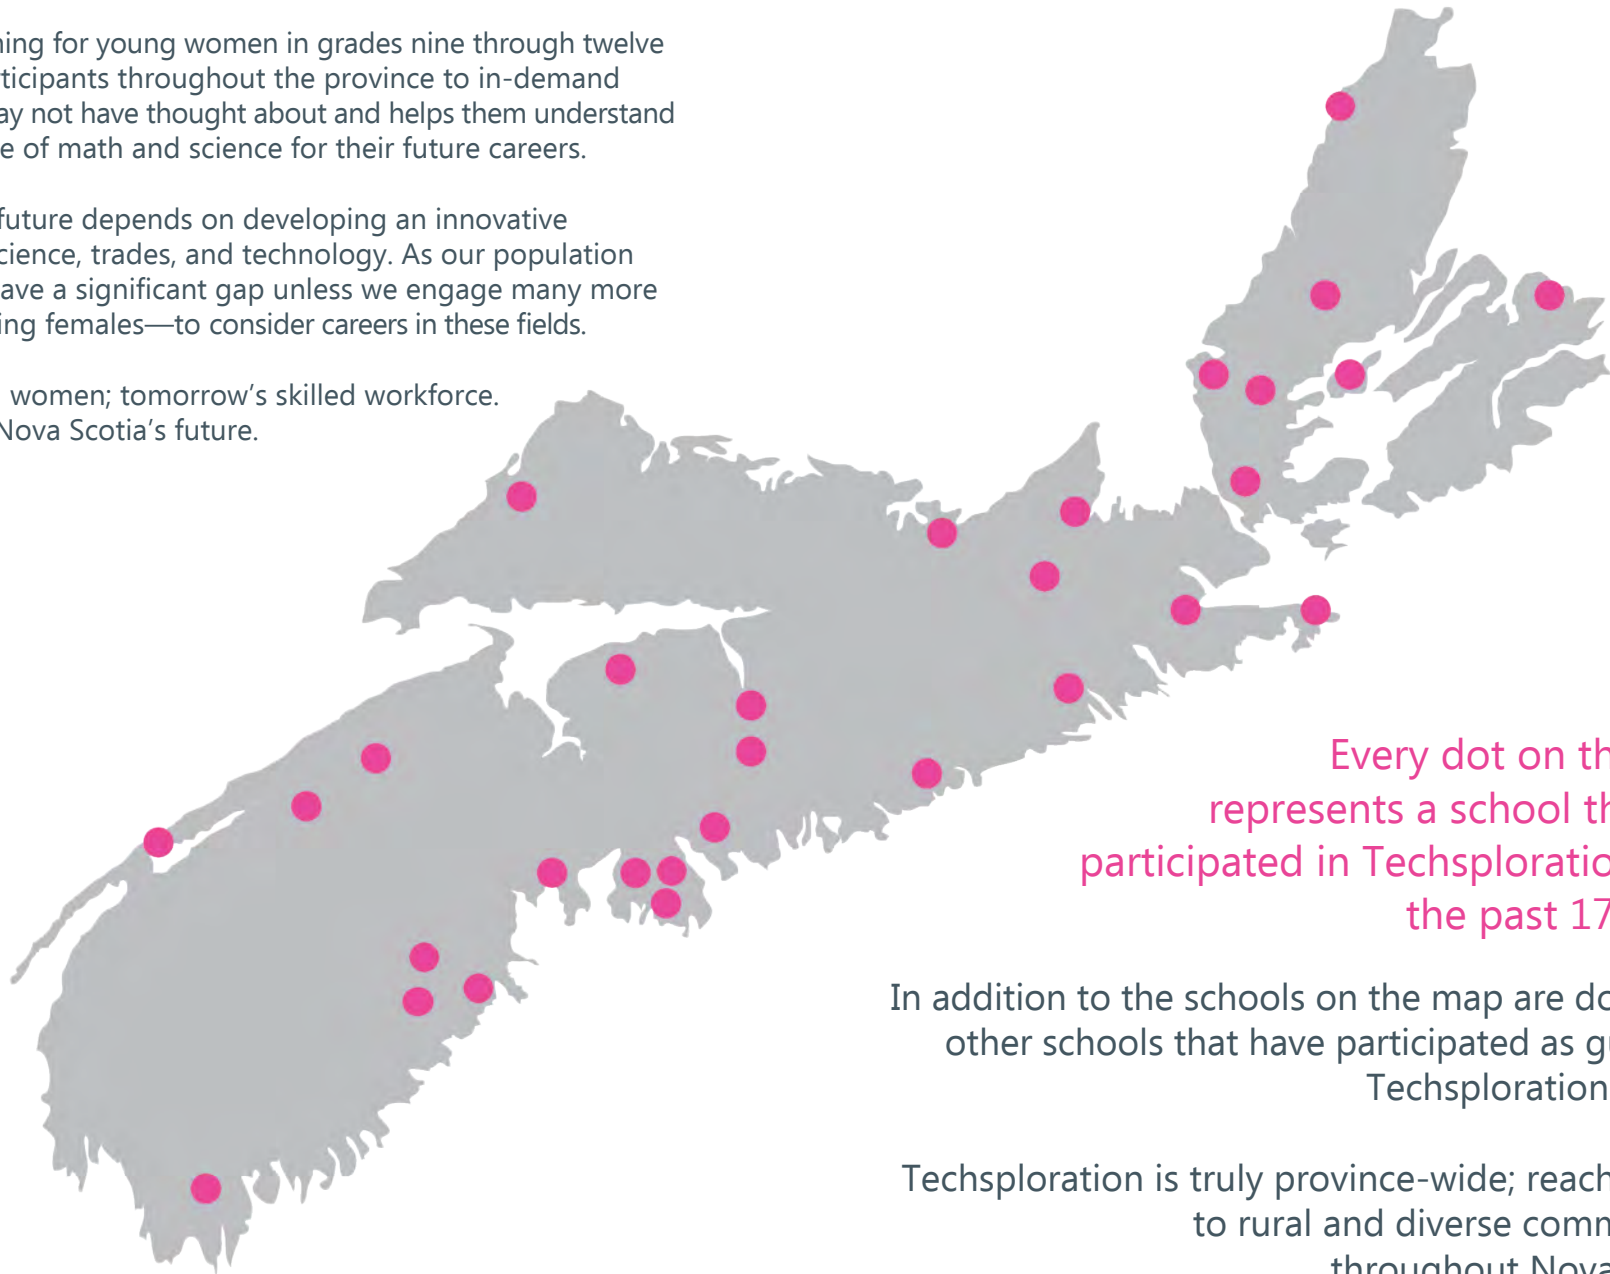 ning for young women in grades nine through twelve
ticipants throughout the province to in-demand
ay not have thought about and helps them understand
e of math and science for their future careers.
future depends on developing an innovative
cience, trades, and technology. As our population
ave a significant gap unless we engage many more
ing females—to consider careers in these fields.
women; tomorrow's skilled workforce.
Nova Scotia's future.
Every dot on th
represents a school th
participated in Techsploratio
the past 17
In addition to the schools on the map are do
other schools that have participated as gu
Techsploration
Techsploration is truly province-wide; reach
to rural and diverse comm
throughout Nova